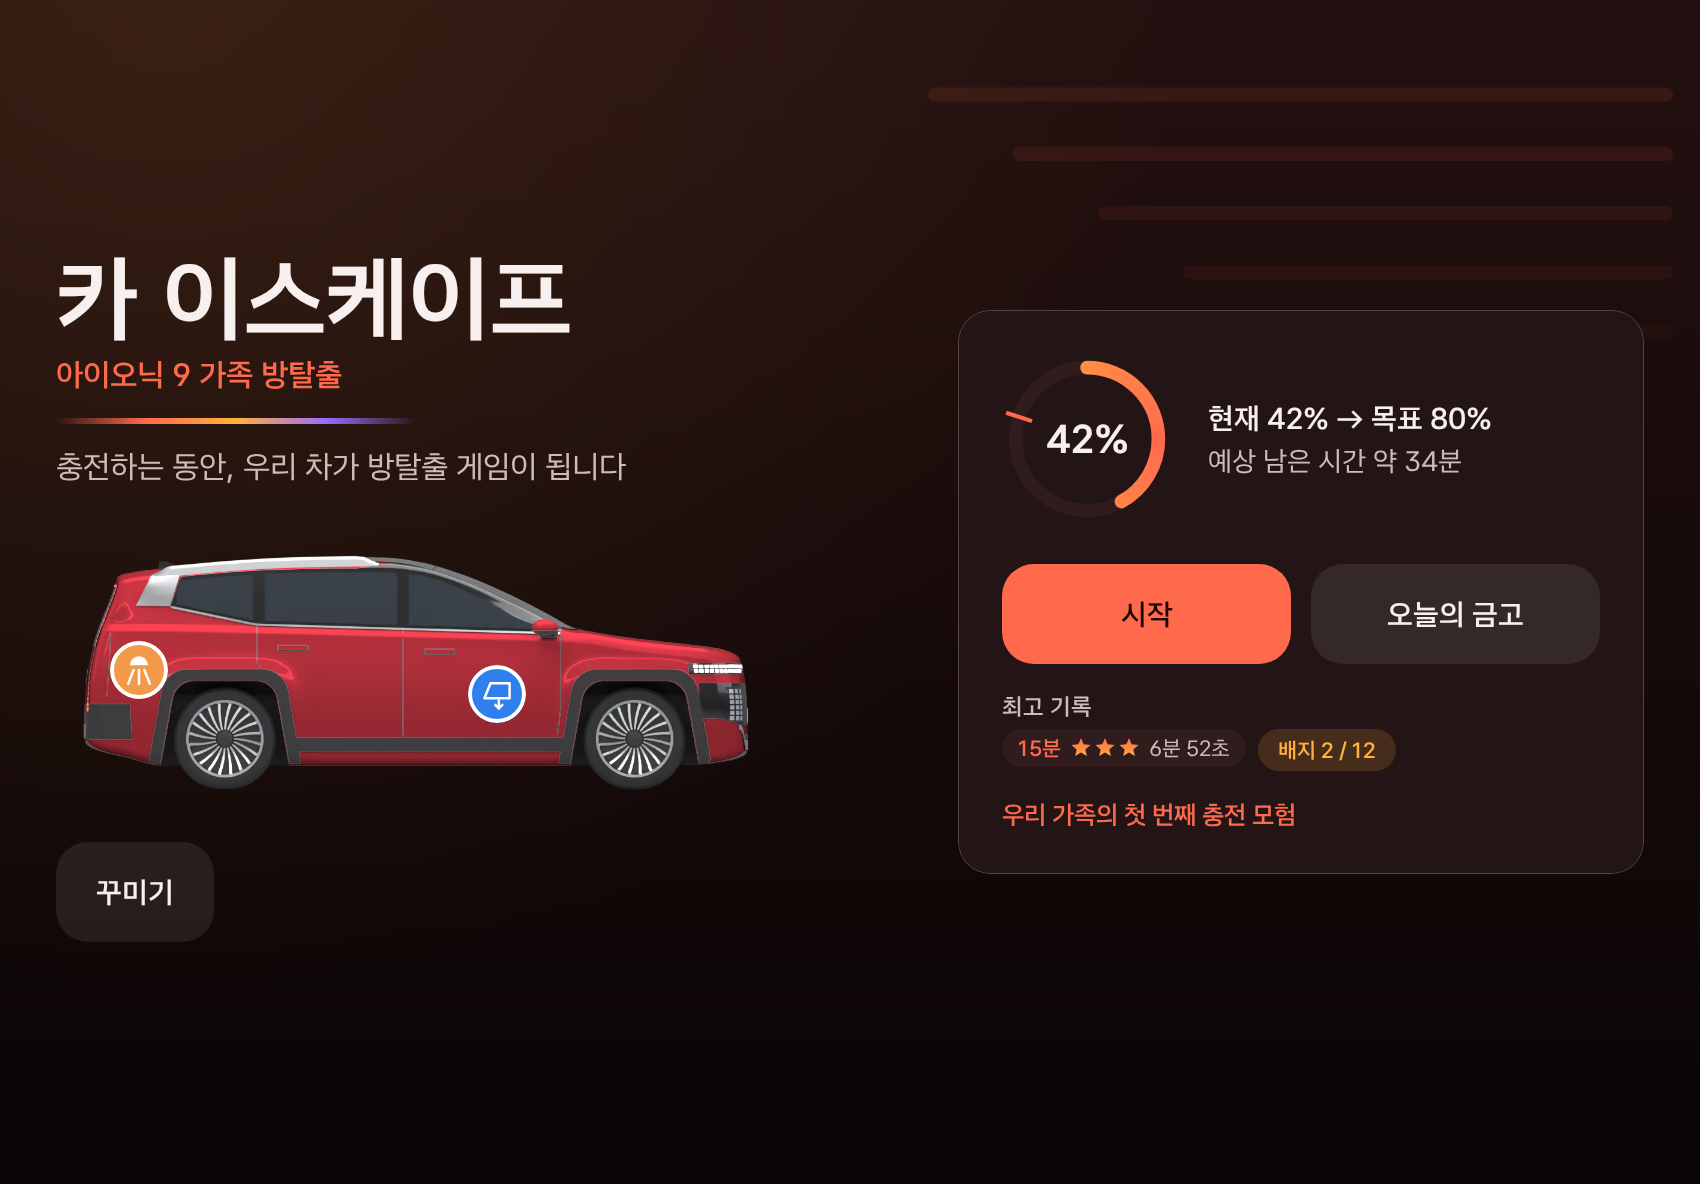 카 이스케이프
아이오닉 9 가족 방탈출
충전하는 동안, 우리 차가 방탈출 게임이 됩니다
꾸미기
42%
현재 42% → 목표 80%
예상 남은 시간 약 34분
시작
오늘의 금고
최고 기록
15분 ★★★ 6분 52초
배지 2 / 12
우리 가족의 첫 번째 충전 모험